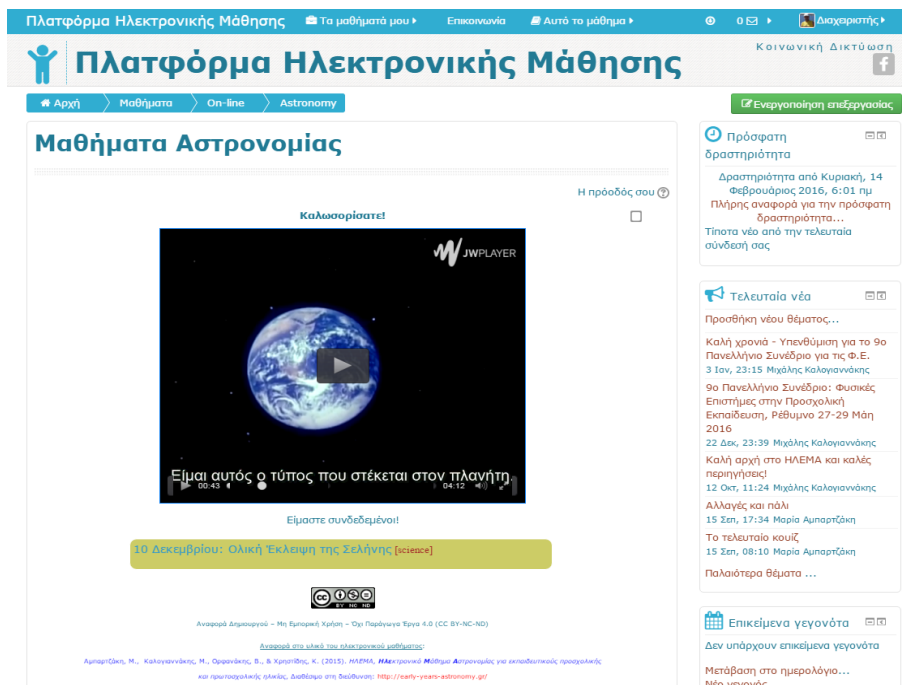 Πλατφόρμα Ηλεκτρονικής Μάθησης Τα μαθήματά μου Επικοινωνία Αυτό το μάθημα 0 Διαχειριστής
Πλατφόρμα Ηλεκτρονικής Μάθησης
Κοινωνική Δικτύωση
Αρχή Μαθήματα On-line Astronomy
Ενεργοποίηση επεξεργασίας
Μαθήματα Αστρονομίας
Η πρόοδός σου
Καλωσορίσατε!
JWPLAYER
Είμαι αυτός ο τύπος που στέκεται στον πλανήτη.
00:43 04:12
Είμαστε συνδεδεμένοι!
10 Δεκεμβρίου: Ολική Έκλειψη της Σελήνης [science]
cc BY NC ND
Αναφορά Δημιουργού – Μη Εμπορική Χρήση – Όχι Παράγωγα Έργα 4.0 (CC BY-NC-ND)
Αναφορά στο υλικό του ηλεκτρονικού μαθήματος:
Αμπαρτζάκη, Μ., Καλογιαννάκης, Μ., Ορφανάκης, Β., & Χρηστίδης, Κ. (2015). ΗΛΕΜΑ, ΗΛεκτρονικό Μάθημα Αστρονομίας για εκπαιδευτικούς προσχολικής
και πρωτοσχολικής ηλικίας, Διαθέσιμο στη διεύθυνση: http://early-years-astronomy.gr/
Πρόσφατη
δραστηριότητα
Δραστηριότητα από Κυριακή, 14
Φεβρουάριος 2016, 6:01 πμ
Πλήρης αναφορά για την πρόσφατη
δραστηριότητα...
Τίποτα νέο από την τελευταία
σύνδεσή σας
Τελευταία νέα
Προσθήκη νέου θέματος...
Καλή χρονιά - Υπενθύμιση για το 9ο
Πανελλήνιο Συνέδριο για τις Φ.Ε.
3 Ιαν, 23:15 Μιχάλης Καλογιαννάκης
9ο Πανελλήνιο Συνέδριο: Φυσικές
Επιστήμες στην Προσχολική
Εκπαίδευση, Ρέθυμνο 27-29 Μάη
2016
22 Δεκ, 23:39 Μιχάλης Καλογιαννάκης
Καλή αρχή στο ΗΛΕΜΑ και καλές
περιηγήσεις!
12 Οκτ, 11:24 Μιχάλης Καλογιαννάκης
Αλλαγές και πάλι
15 Σεπ, 17:34 Μαρία Αμπαρτζάκη
Το τελευταίο κουίζ
15 Σεπ, 08:10 Μαρία Αμπαρτζάκη
Παλαιότερα θέματα ...
Επικείμενα γεγονότα
Δεν υπάρχουν επικείμενα γεγονότα
Μετάβαση στο ημερολόγιο...
Νέο γεγονός...